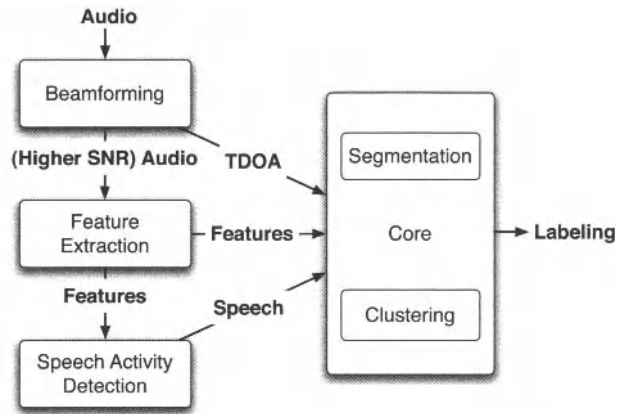 Audio
Beamforming
(Higher SNR) Audio
TDOA
Segmentation
Feature
Extraction
Features
Core
Labeling
Features
Speech
Clustering
Speech Activity
Detection